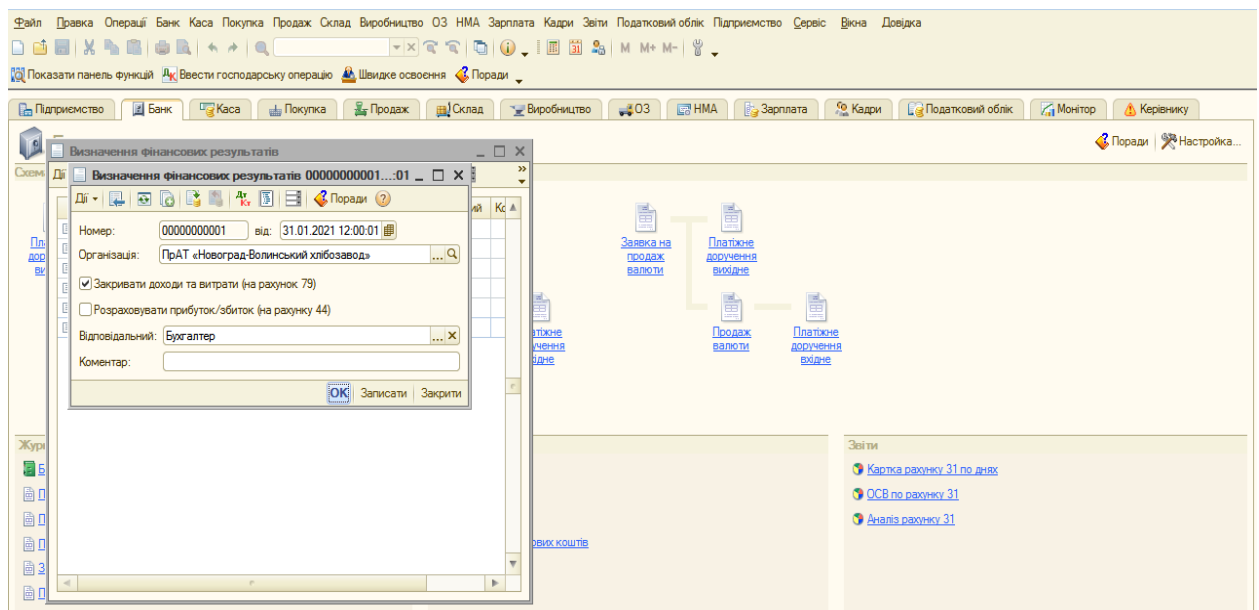 Файл Правка Операції Банк Каса Покупка Продаж Склад Виробництво ОЗ НМА Зарплата Кадри Звіти Податковий облік Підприємство Сервіс Вікна Довідка
M M+ M-
Показати панель функцій Ввести господарську операцію Швидке освоєння Поради
Підприємство Банк Каса Покупка Продаж Склад Виробництво ОЗ НМА Зарплата Кадри Податковий облік Монітор Керівнику
Поради Настройка...
Визначення фінансових результатів
Схем
Дії
Визначення фінансових результатів 00000000001...:01
Дії Поради
Номер: 00000000001 від: 31.01.2021 12:00:01
Організація: ПрАТ «Новоград-Волинський хлібозавод» ...
Закривати доходи та витрати (на рахунок 79)
Розраховувати прибуток/збиток (на рахунку 44)
Відповідальний: Бухгалтер ...
Коментар:
OK Записати Закрити
Заявка на
продаж
валюти
Платіжне
доручення
вихідне
Продаж
валюти
Платіжне
доручення
вхідне
Звіти
Картка рахунку 31 по днях
ОСВ по рахунку 31
Аналіз рахунку 31